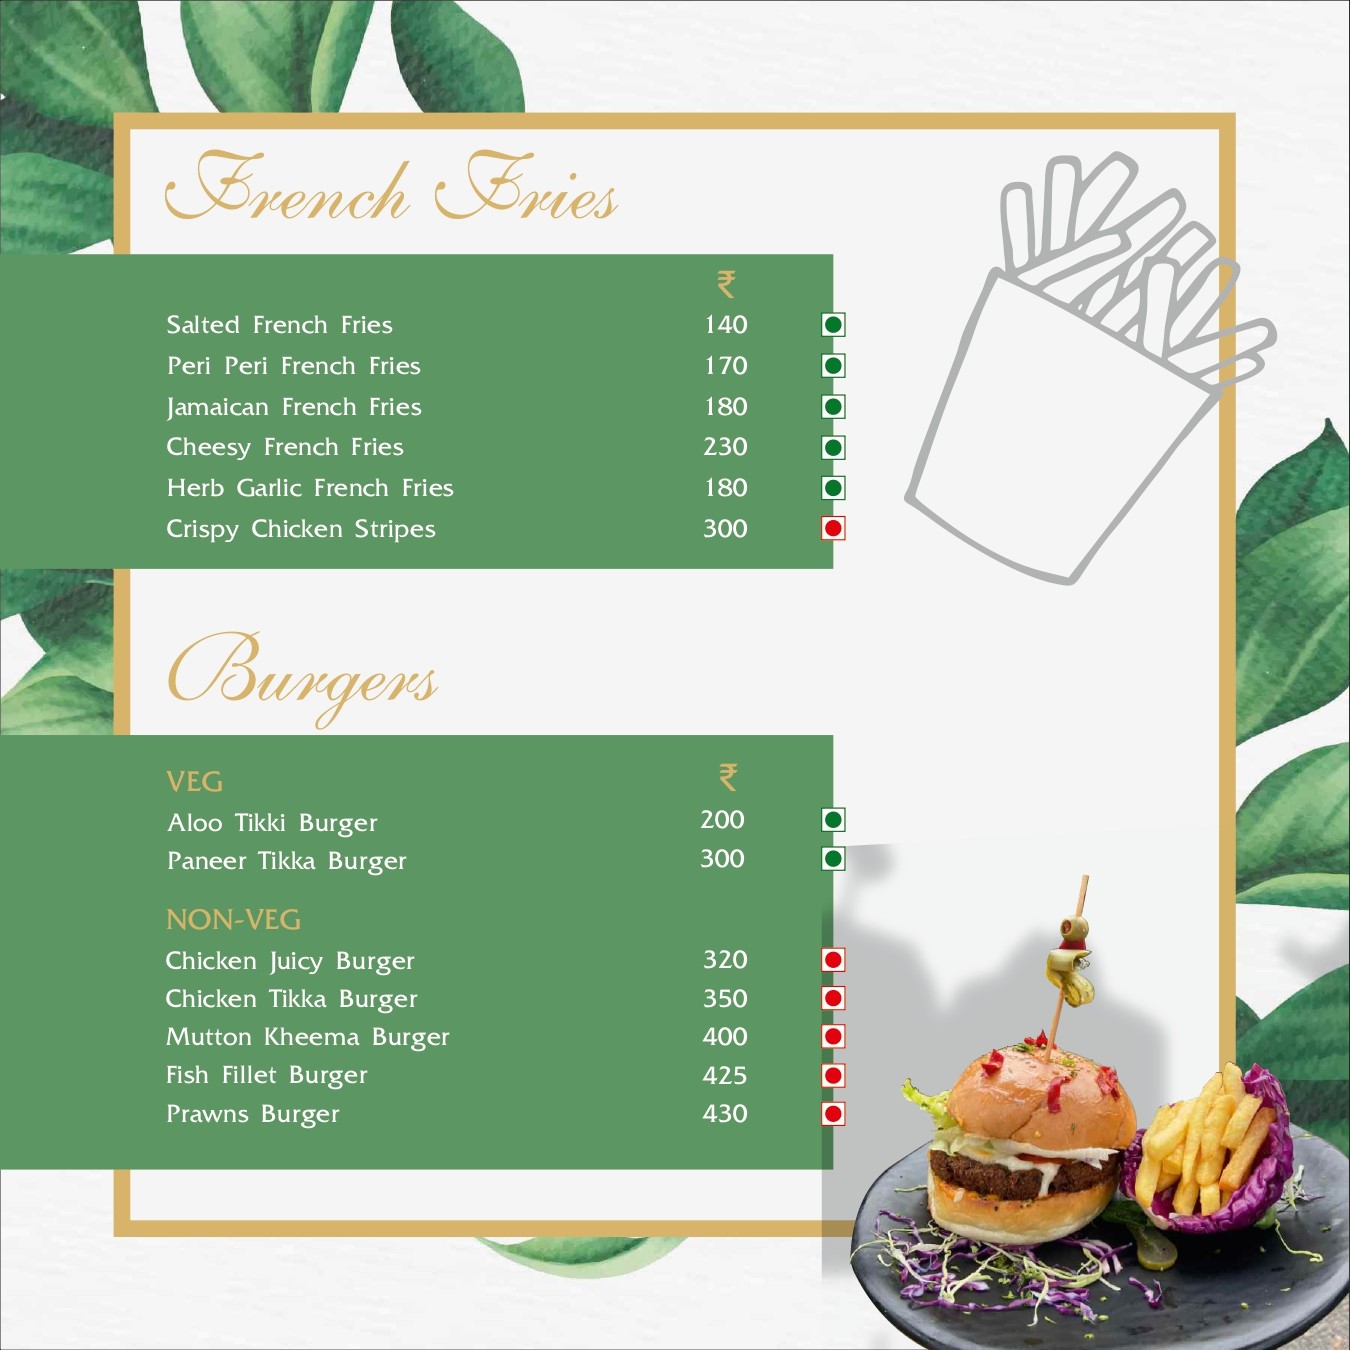 French Fries
₹
Salted French Fries 140
Peri Peri French Fries 170
Jamaican French Fries 180
Cheesy French Fries 230
Herb Garlic French Fries 180
Crispy Chicken Stripes 300
Burgers
VEG ₹
Aloo Tikki Burger 200
Paneer Tikka Burger 300
NON-VEG
Chicken Juicy Burger 320
Chicken Tikka Burger 350
Mutton Kheema Burger 400
Fish Fillet Burger 425
Prawns Burger 430